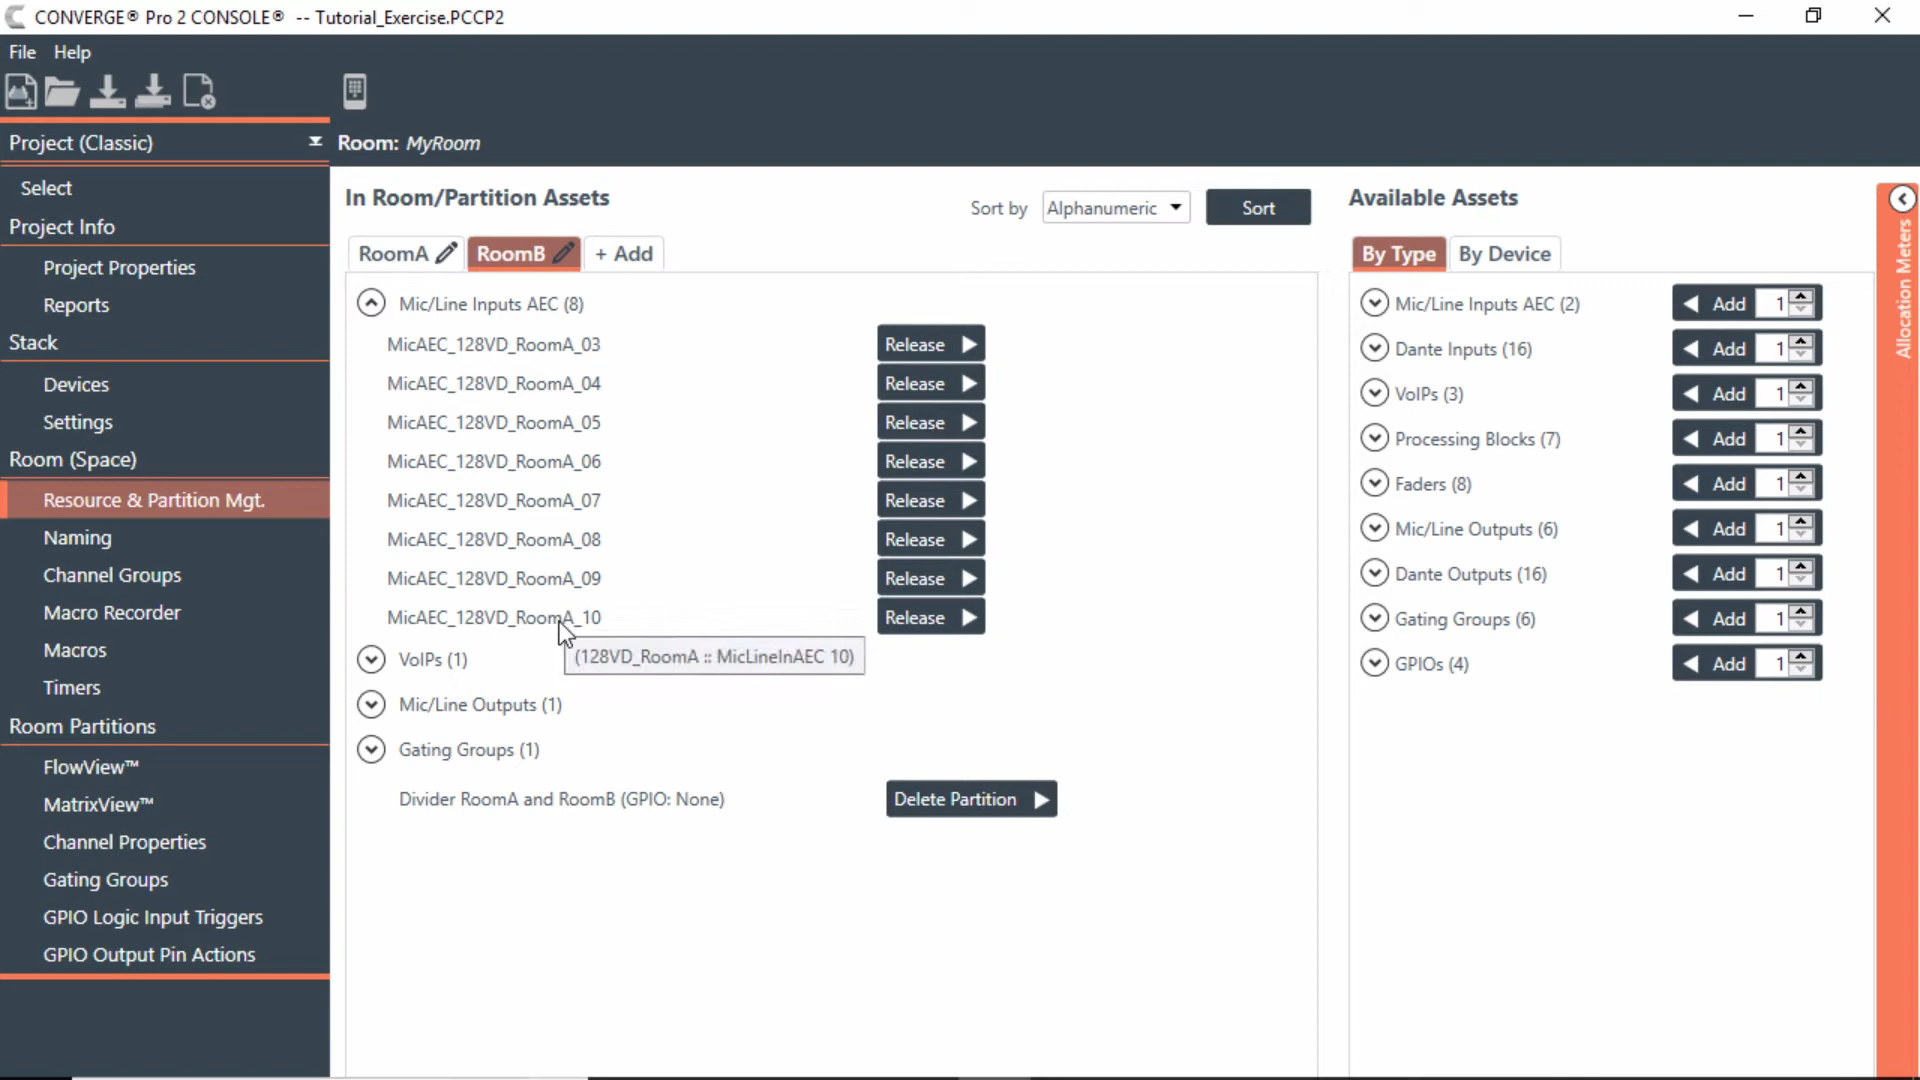 CONVERGE® Pro 2 CONSOLE® -- Tutorial_Exercise.PCCP2
File Help
Project (Classic)
Room: MyRoom
Select
Project Info
Project Properties
Reports
Stack
Devices
Settings
Room (Space)
Resource & Partition Mgt.
Naming
Channel Groups
Macro Recorder
Macros
Timers
Room Partitions
FlowView™
MatrixView™
Channel Properties
Gating Groups
GPIO Logic Input Triggers
GPIO Output Pin Actions
In Room/Partition Assets
Sort by Alphanumeric Sort
RoomA RoomB + Add
Mic/Line Inputs AEC (8)
MicAEC_128VD_RoomA_03 Release
MicAEC_128VD_RoomA_04 Release
MicAEC_128VD_RoomA_05 Release
MicAEC_128VD_RoomA_06 Release
MicAEC_128VD_RoomA_07 Release
MicAEC_128VD_RoomA_08 Release
MicAEC_128VD_RoomA_09 Release
MicAEC_128VD_RoomA_10 Release
VoIPs (1)
(128VD_RoomA :: MicLineInAEC 10)
Mic/Line Outputs (1)
Gating Groups (1)
Divider RoomA and RoomB (GPIO: None) Delete Partition
Available Assets
By Type By Device
Mic/Line Inputs AEC (2) Add 1
Dante Inputs (16) Add 1
VoIPs (3) Add 1
Processing Blocks (7) Add 1
Faders (8) Add 1
Mic/Line Outputs (6) Add 1
Dante Outputs (16) Add 1
Gating Groups (6) Add 1
GPIOs (4) Add 1
Allocation Meters